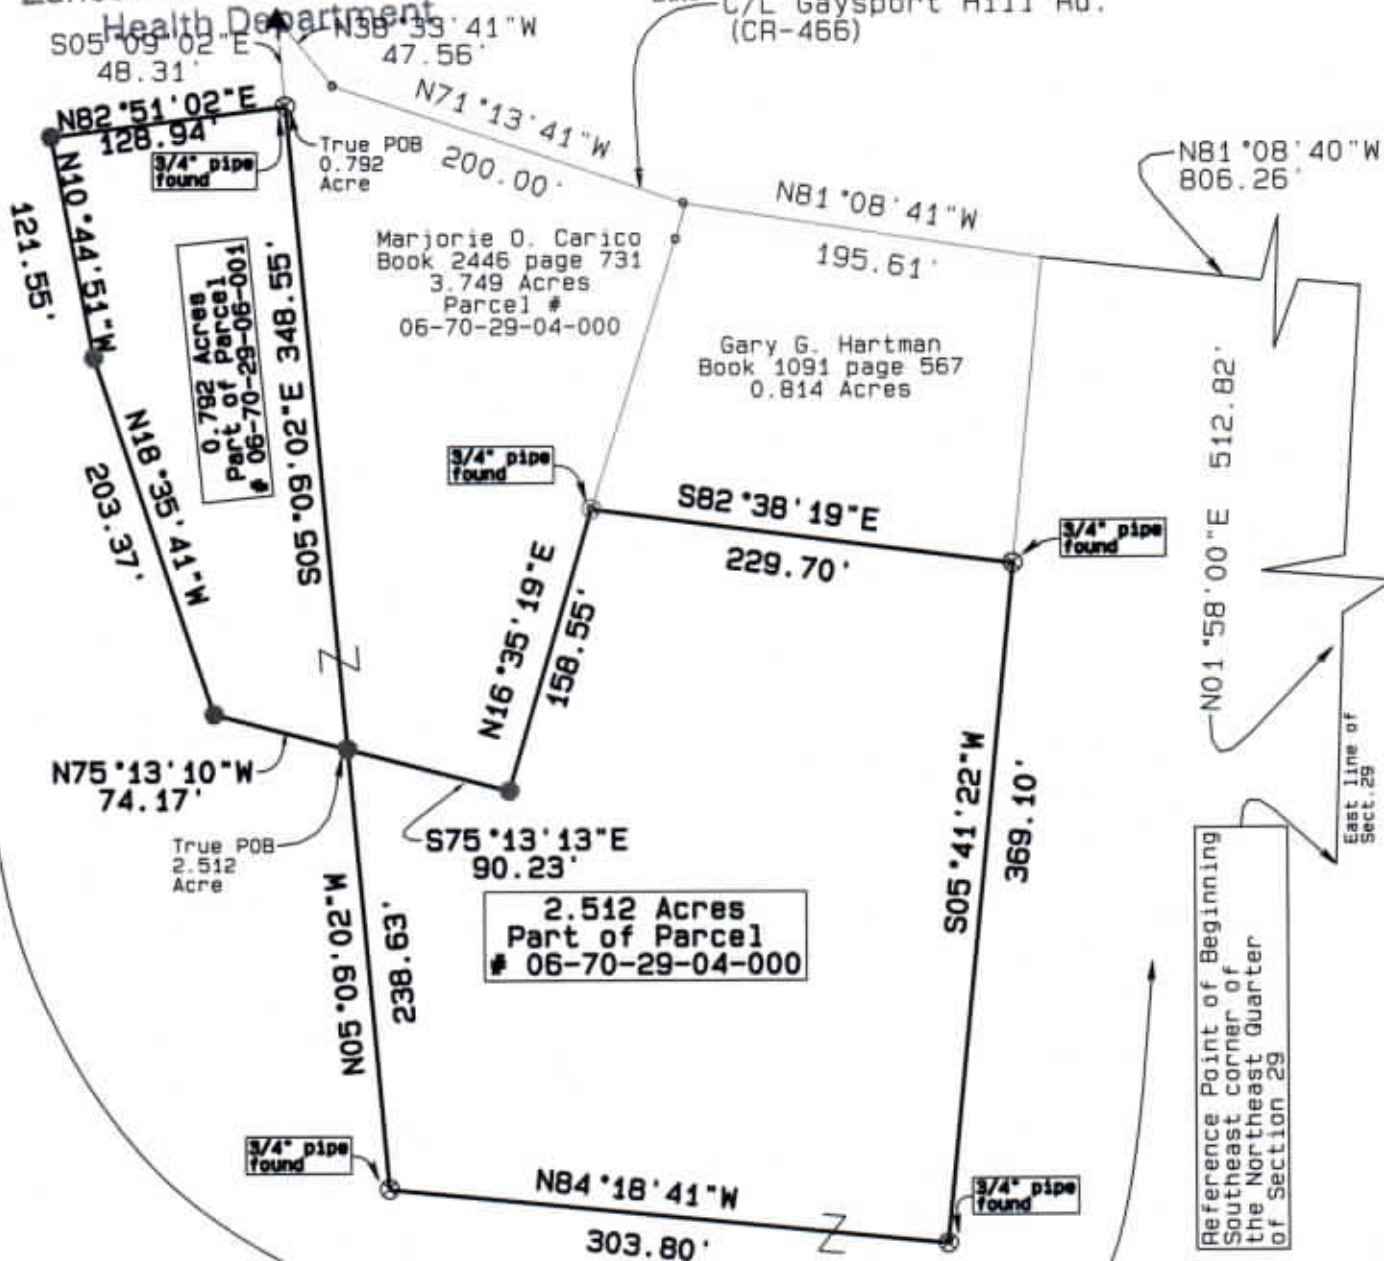 Health Department
S05°09'02"E
48.31'
N38°33'41"W
47.56'
C/L Gaysport Hill Rd.
(CR-466)
N82°51'02"E
128.94'
3/4" pipe
found
True POB
0.792
Acre
N71°13'41"W
200.00'
N81°08'41"W
195.61'
N81°08'40"W
806.26'
N10°44'51"W
121.55'
0.792 Acres
Part of Parcel
# 06-70-29-06-001
S05°09'02"E 348.55'
Marjorie O. Carico
Book 2446 page 731
3.749 Acres
Parcel #
06-70-29-04-000
Gary G. Hartman
Book 1091 page 567
0.814 Acres
N01°58'00"E 512.82'
N18°35'41"W
203.37'
3/4" pipe
found
S82°38'19"E
229.70'
3/4" pipe
found
N16°35'19"E
158.55'
N75°13'10"W
74.17'
S75°13'13"E
90.23'
True POB
2.512
Acre
S05°41'22"W
369.10'
East line of
Sect.29
2.512 Acres
Part of Parcel
# 06-70-29-04-000
N05°09'02"W
238.63'
Reference Point of Beginning
Southeast corner of
the Northeast Quarter
of Section 29
3/4" pipe
found
N84°18'41"W
303.80'
3/4" pipe
found